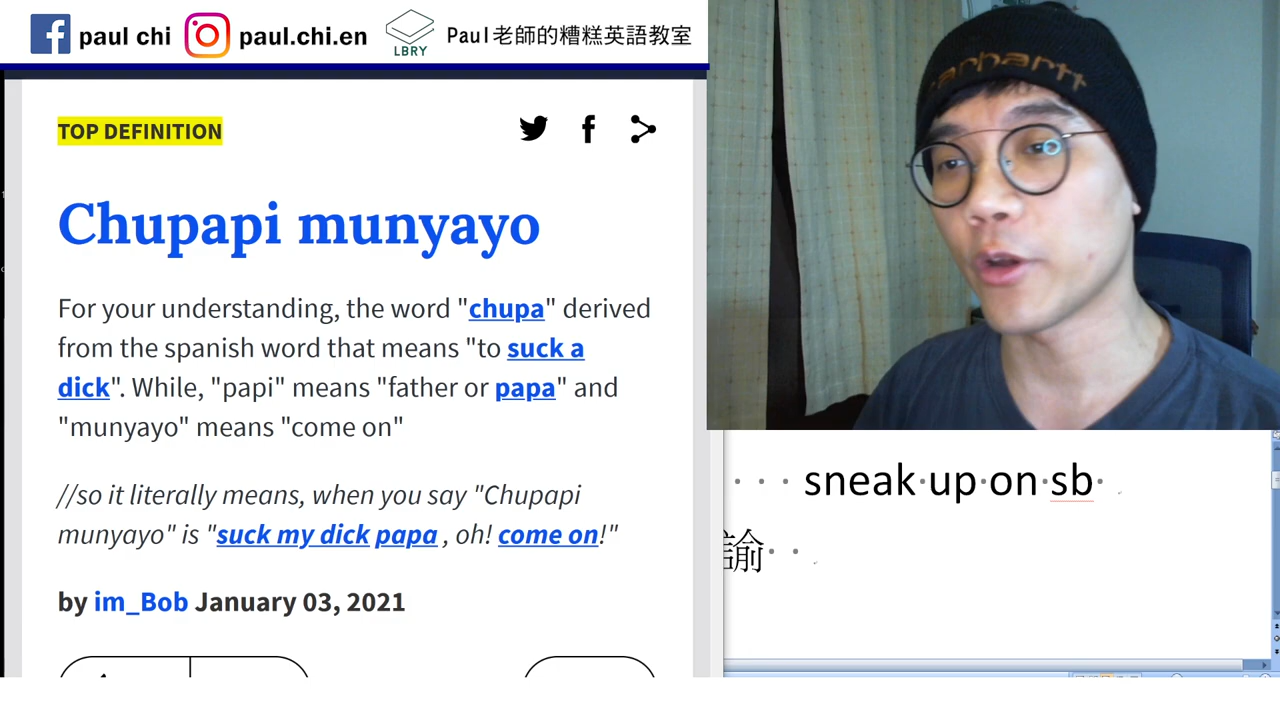 paul chi paul.chi.en LBRY Paul老師的糟糕英語教室
TOP DEFINITION
Chupapi munyayo
For your understanding, the word "chupa" derived
from the spanish word that means "to suck a
dick". While, "papi" means "father or papa" and
"munyayo" means "come on"
//so it literally means, when you say "Chupapi
munyayo" is "suck my dick papa , oh! come on!"
by im_Bob January 03, 2021
carhartt
sneak up on sb
諭